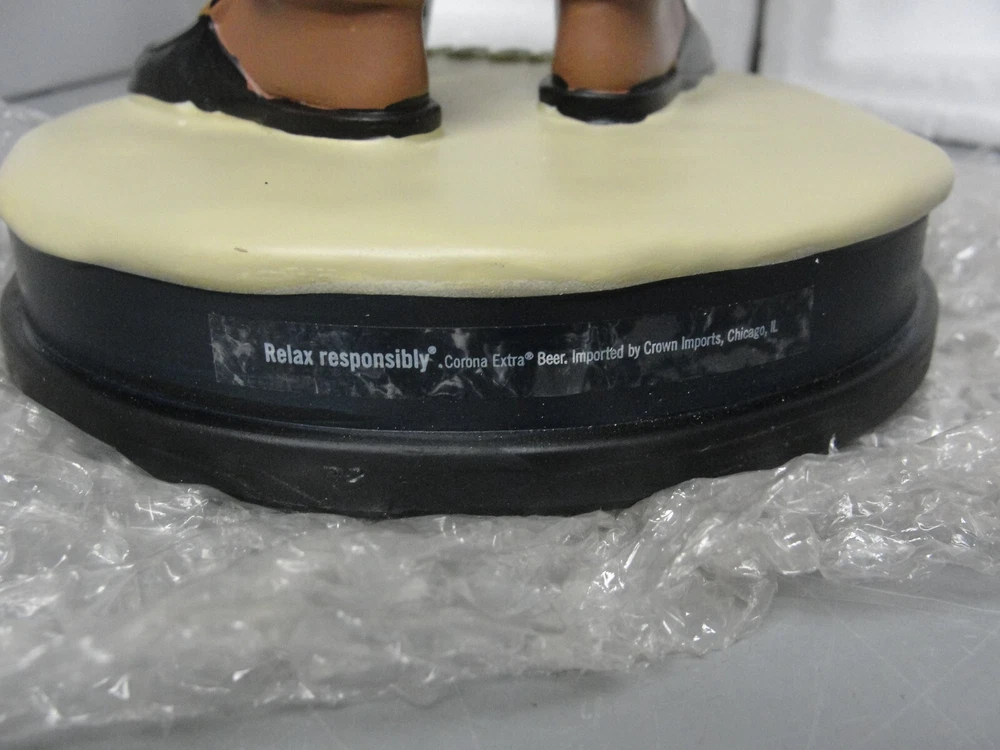 Relax responsibly®. Corona Extra® Beer. Imported by Crown Imports, Chicago, IL